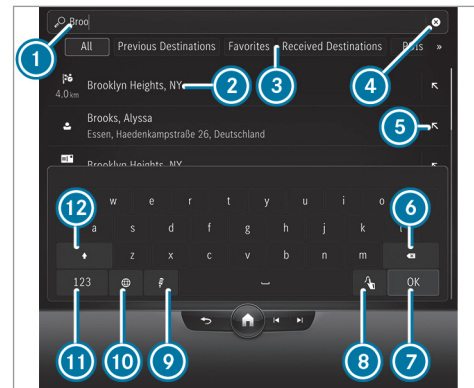 Broo
All Previous Destinations Favorites Received Destinations »
1 2 3 4
4.0 km Brooklyn Heights, NY
Brooks, Alyssa 5
Essen, Haedenkampstraße 26, Deutschland
Brooklyn Heights, NY
12 w e r t y u i o 6
a s d f g h j k l
z x c v b n m
123 OK
11 10 9 8 7